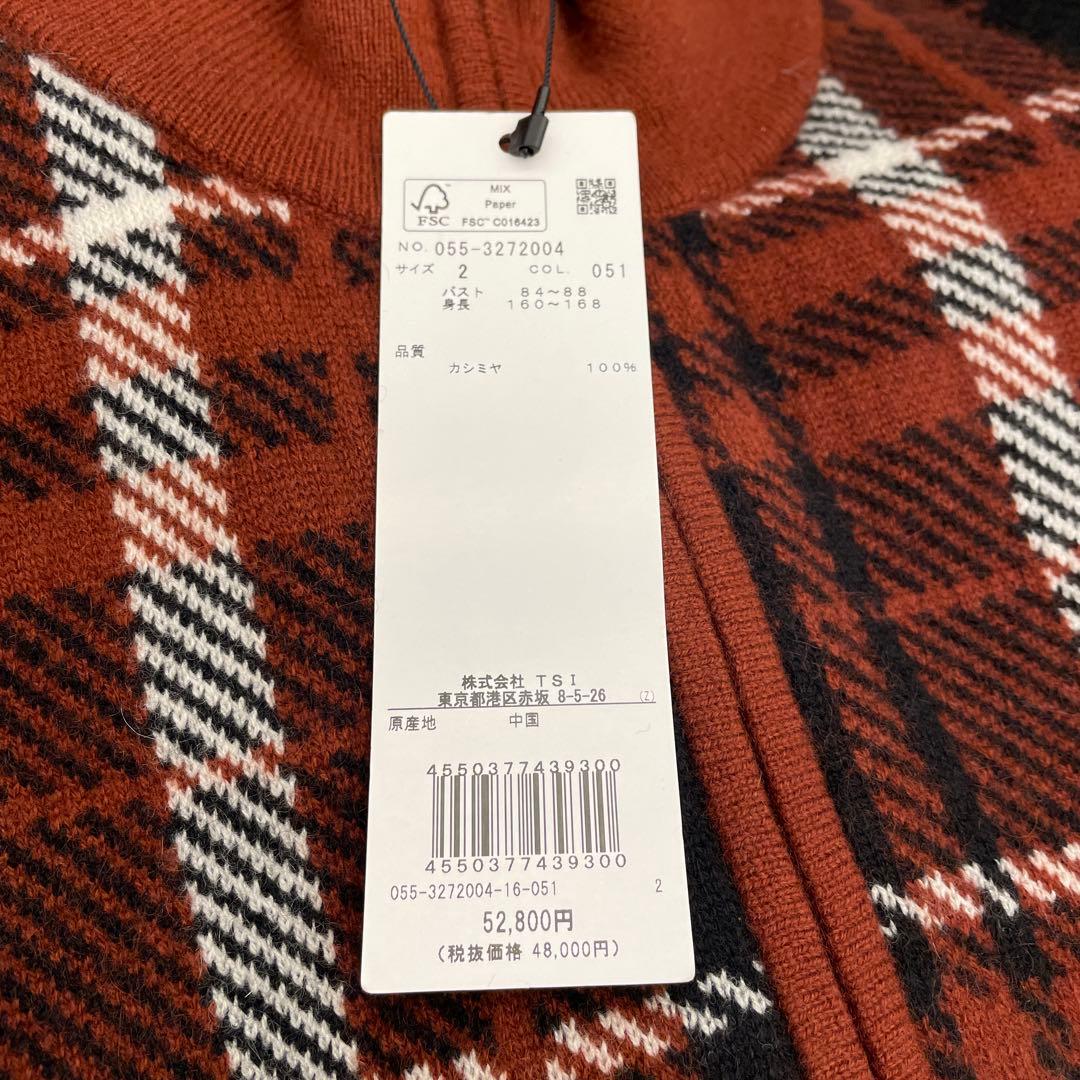 FSC™
MIX
Paper
FSC™ C016423
NO. 055-3272004
サイズ 2 COL. 051
バスト 84～88
身長 160～168
品質
カシミヤ 100%
株式会社 TSI
東京都港区赤坂 8-5-26 (Z)
原産地 中国
4550377439300
4550377439300
055-3272004-16-051 2
52,800円
(税抜価格 48,000円)